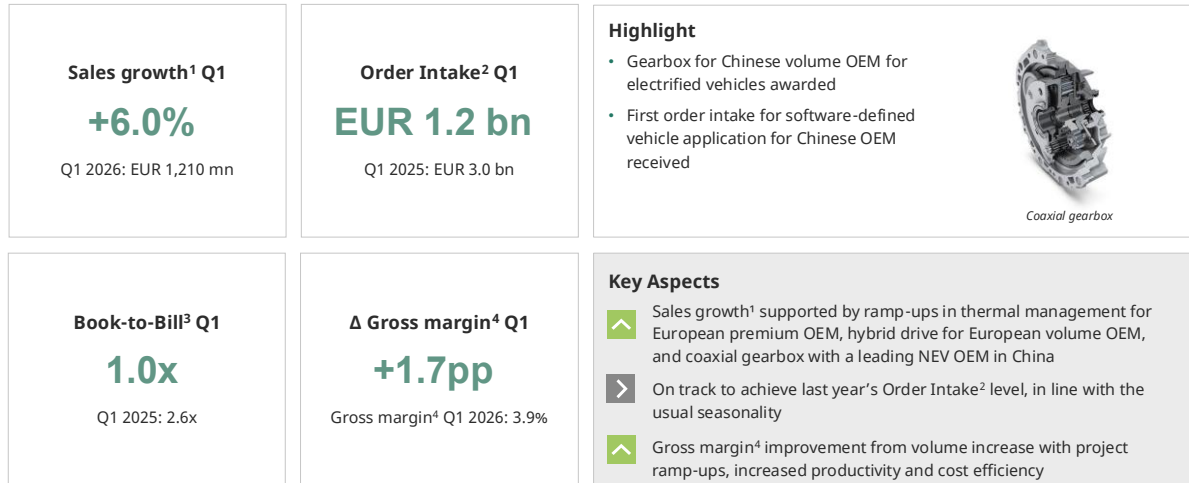 Sales growth¹ Q1
+6.0%
Q1 2026: EUR 1,210 mn
Order Intake² Q1
EUR 1.2 bn
Q1 2025: EUR 3.0 bn
Highlight
• Gearbox for Chinese volume OEM for
electrified vehicles awarded
• First order intake for software-defined
vehicle application for Chinese OEM
received
Coaxial gearbox
Book-to-Bill³ Q1
1.0x
Q1 2025: 2.6x
Δ Gross margin⁴ Q1
+1.7pp
Gross margin⁴ Q1 2026: 3.9%
Key Aspects
Sales growth¹ supported by ramp-ups in thermal management for
European premium OEM, hybrid drive for European volume OEM,
and coaxial gearbox with a leading NEV OEM in China
On track to achieve last year’s Order Intake² level, in line with the
usual seasonality
Gross margin⁴ improvement from volume increase with project
ramp-ups, increased productivity and cost efficiency